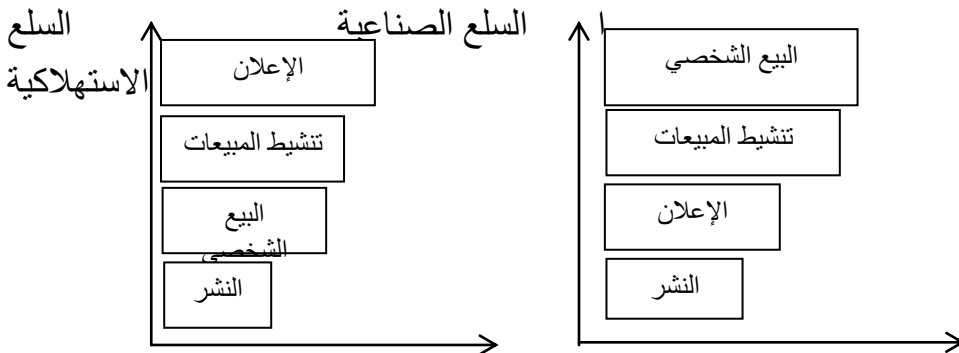 السلع الصناعية
ا
البيع الشخصي
تنشيط المبيعات
الإعلان
النشر
السلع
الاستهلاكية
الإعلان
تنشيط المبيعات
البيع
الشخصي
النشر